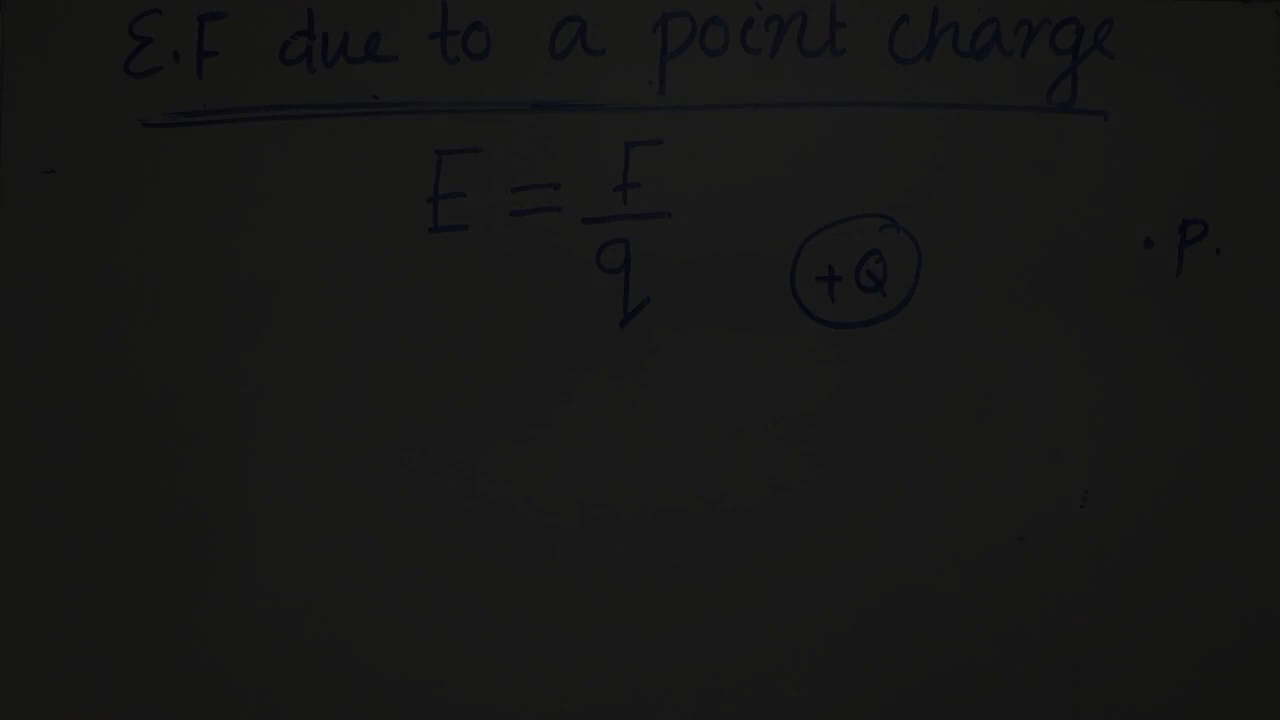 E.F due to a point charge
E = F/q
+Q
. P.